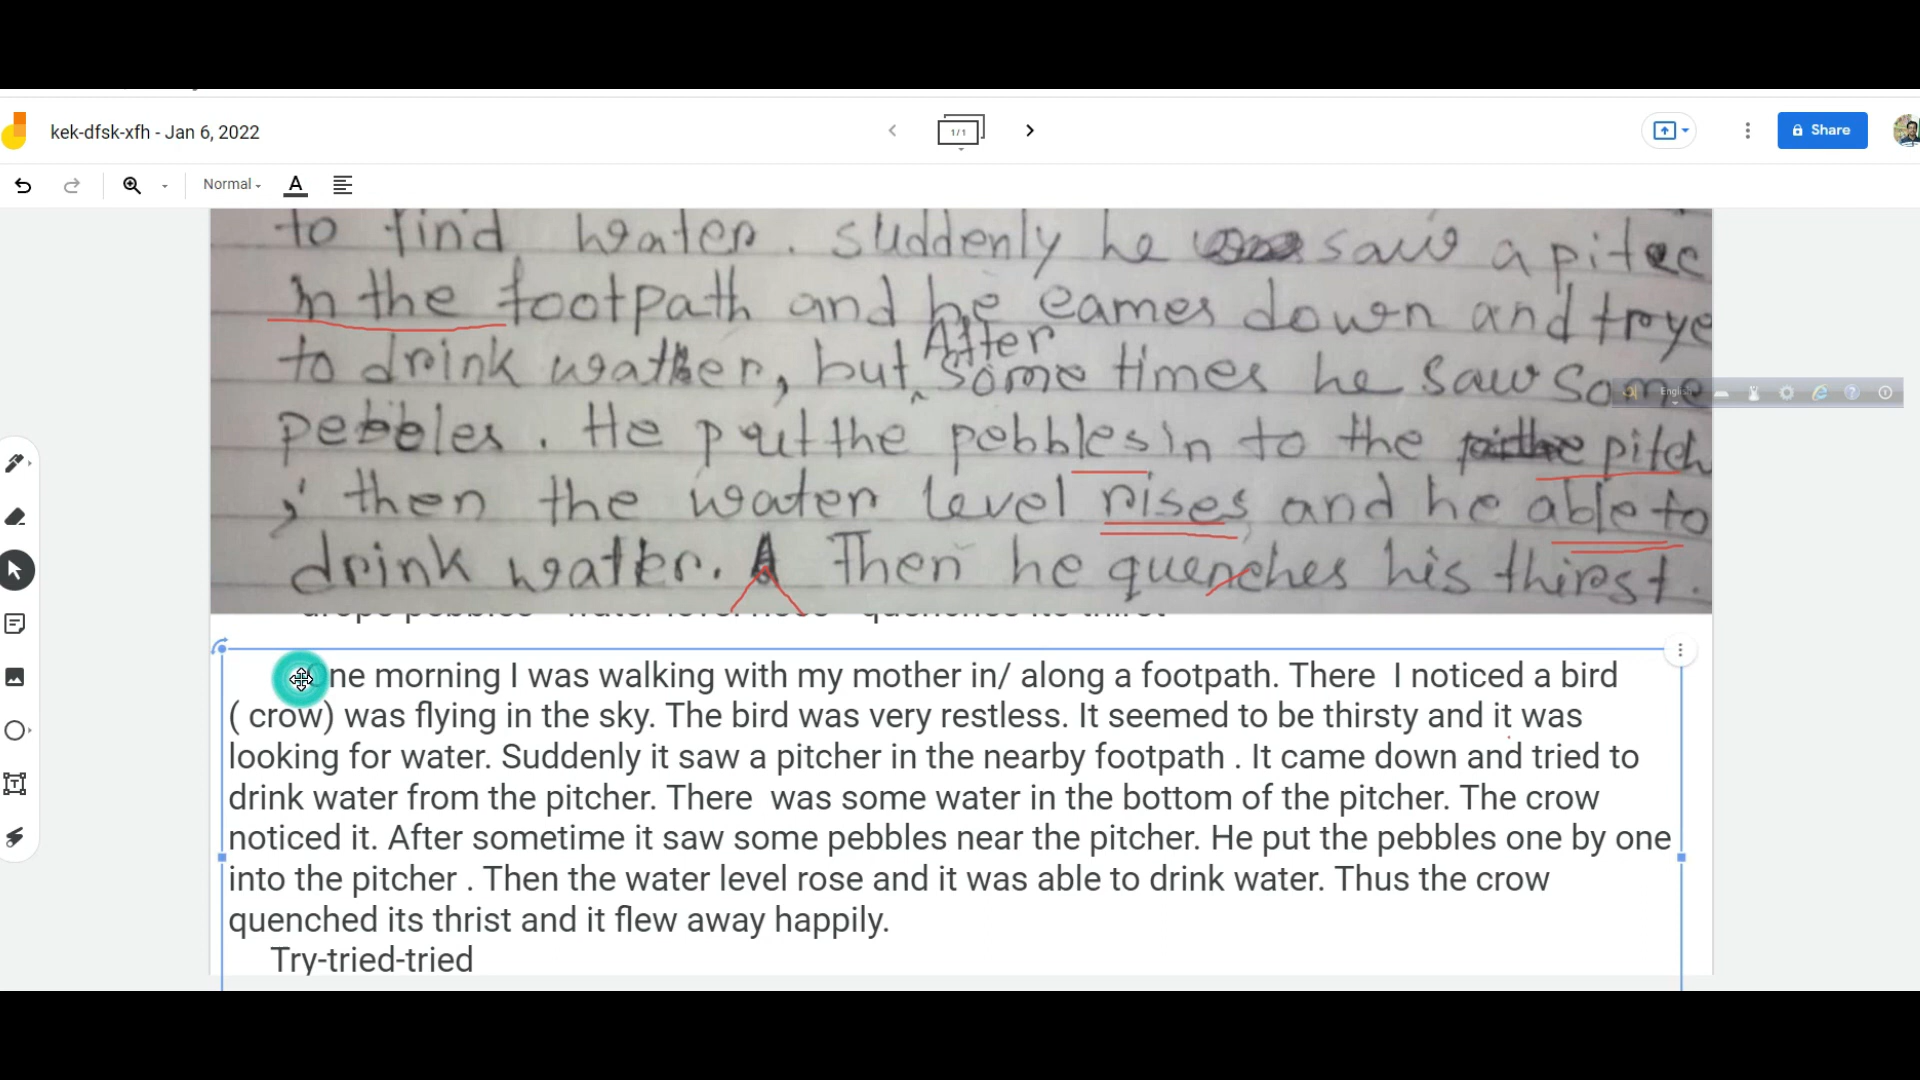 kek-dfsk-xfh - Jan 6, 2022
1/1
Share
Normal
A
to find water. suddenly he saw a pitec
in the footpath and he eames down and troye
After
to drink wather, but some times he saw some
English
pebbles. He put the pebbles in to the pitch
; then the water level rises and he able to
drink water. Then he quenches his thirst.
One morning I was walking with my mother in/ along a footpath. There I noticed a bird
( crow) was flying in the sky. The bird was very restless. It seemed to be thirsty and it was
looking for water. Suddenly it saw a pitcher in the nearby footpath . It came down and tried to
drink water from the pitcher. There was some water in the bottom of the pitcher. The crow
noticed it. After sometime it saw some pebbles near the pitcher. He put the pebbles one by one
into the pitcher . Then the water level rose and it was able to drink water. Thus the crow
quenched its thrist and it flew away happily.
Try-tried-tried